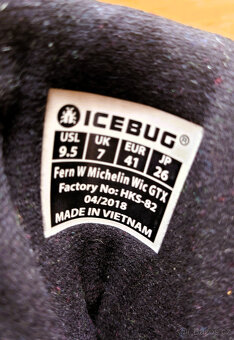 ICEBUG®
USL UK EUR JP
9.5 7 41 26
Fern W Michelin Wic GTX
Factory No: HKS-82
04/2018
MADE IN VIETNAM